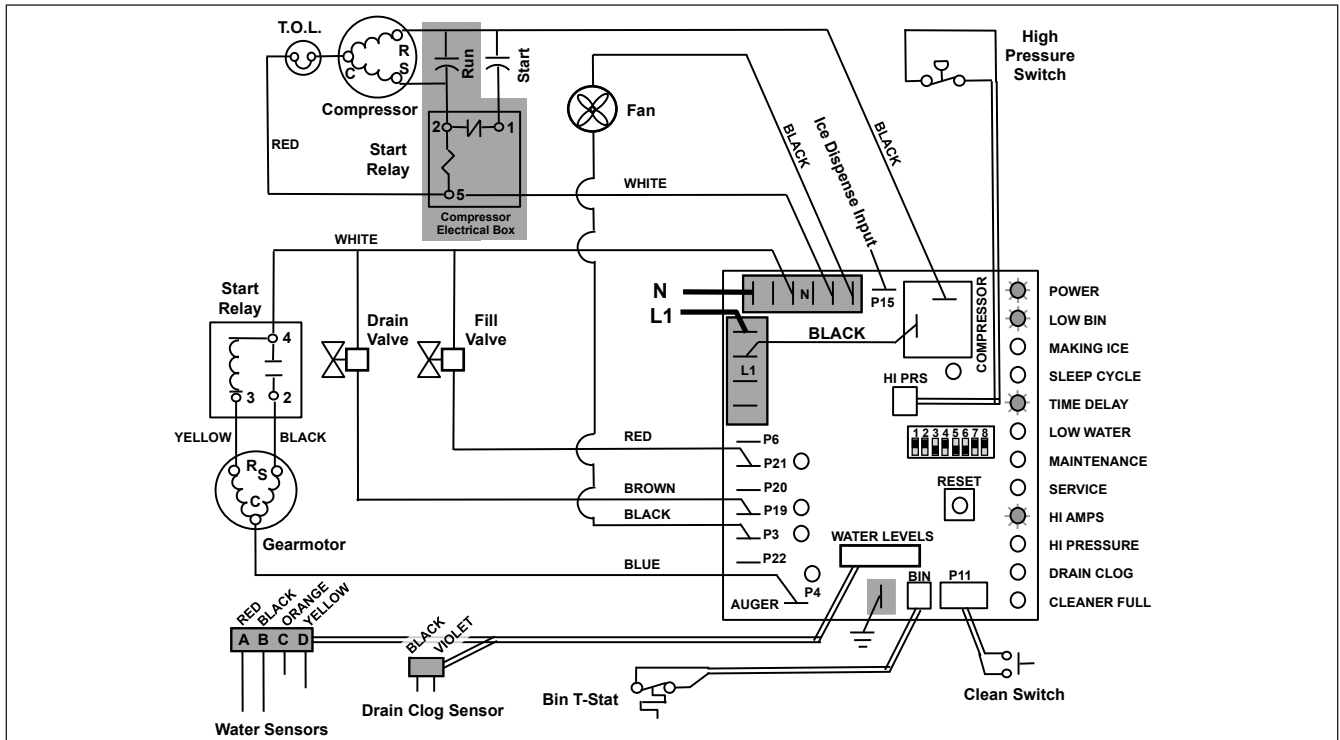 T.O.L.
R
S
C
Compressor
Run
Start
2
1
5
Start
Relay
Compressor
Electrical Box
RED
Fan
WHITE
BLACK
Ice Dispense Input
BLACK
High
Pressure
Switch
WHITE
Start
Relay
4
3
2
YELLOW
BLACK
R
S
C
Gearmotor
Drain
Valve
Fill
Valve
N
L1
N
P15
BLACK
L1
COMPRESSOR
HI PRS
1 2 3 4 5 6 7 8
RESET
RED
P6
P21
P20
BROWN
P19
BLACK
P3
P22
BLUE
P4
AUGER
WATER LEVELS
BIN
P11
POWER
LOW BIN
MAKING ICE
SLEEP CYCLE
TIME DELAY
LOW WATER
MAINTENANCE
SERVICE
HI AMPS
HI PRESSURE
DRAIN CLOG
CLEANER FULL
RED
BLACK
ORANGE
YELLOW
A B C D
Water Sensors
BLACK
VIOLET
Drain Clog Sensor
Bin T-Stat
Clean Switch